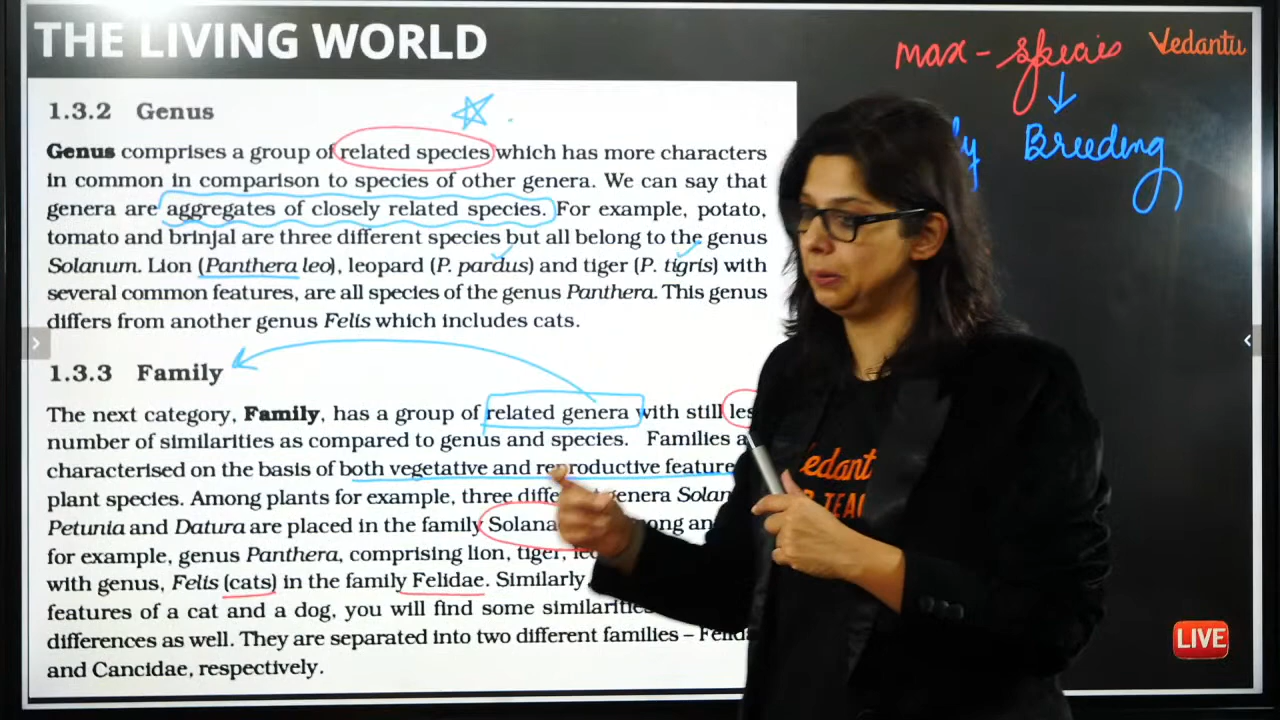 THE LIVING WORLD
max - species
Vedantu
Breeding
1.3.2 Genus
Genus comprises a group of related species which has more characters
in common in comparison to species of other genera. We can say that
genera are aggregates of closely related species. For example, potato,
tomato and brinjal are three different species but all belong to the genus
Solanum. Lion (Panthera leo), leopard (P. pardus) and tiger (P. tigris) with
several common features, are all species of the genus Panthera. This genus
differs from another genus Felis which includes cats.
1.3.3 Family
The next category, Family, has a group of related genera with still
number of similarities as compared to genus and species. Families
characterised on the basis of both vegetative and reproductive
plant species. Among plants for example, three genera
Petunia and Datura are placed in the family
for example, genus Panthera, comprising lion, tiger,
with genus, Felis (cats) in the family Felidae. Similarly,
features of a cat and a dog, you will find some
differences as well. They are separated into two different families –
and Cancidae, respectively.
LIVE